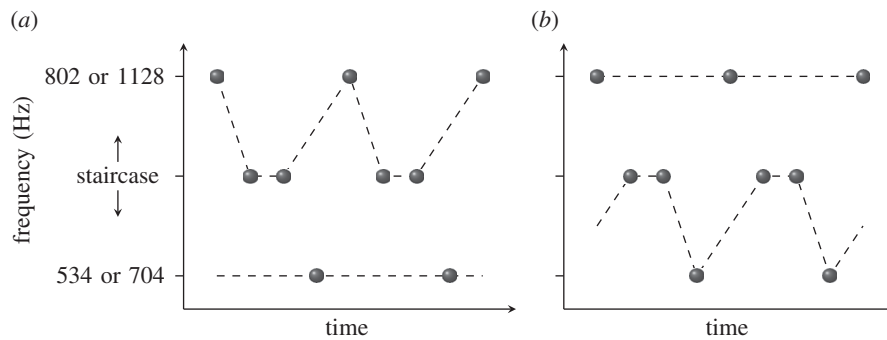 (a)
802 or 1128
staircase
534 or 704
frequency (Hz)
time
(b)
time